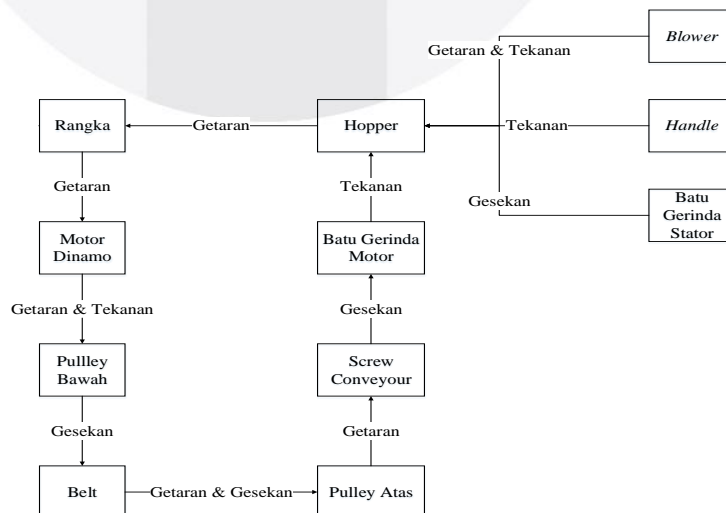 Blower
Getaran & Tekanan
Rangka
Getaran
Hopper
Tekanan
Handle
Getaran
Tekanan
Gesekan
Batu
Gerinda
Stator
Motor
Dinamo
Batu Gerinda
Motor
Getaran & Tekanan
Gesekan
Pullley
Bawah
Screw
Conveyour
Gesekan
Getaran
Belt
Getaran & Gesekan
Pulley Atas